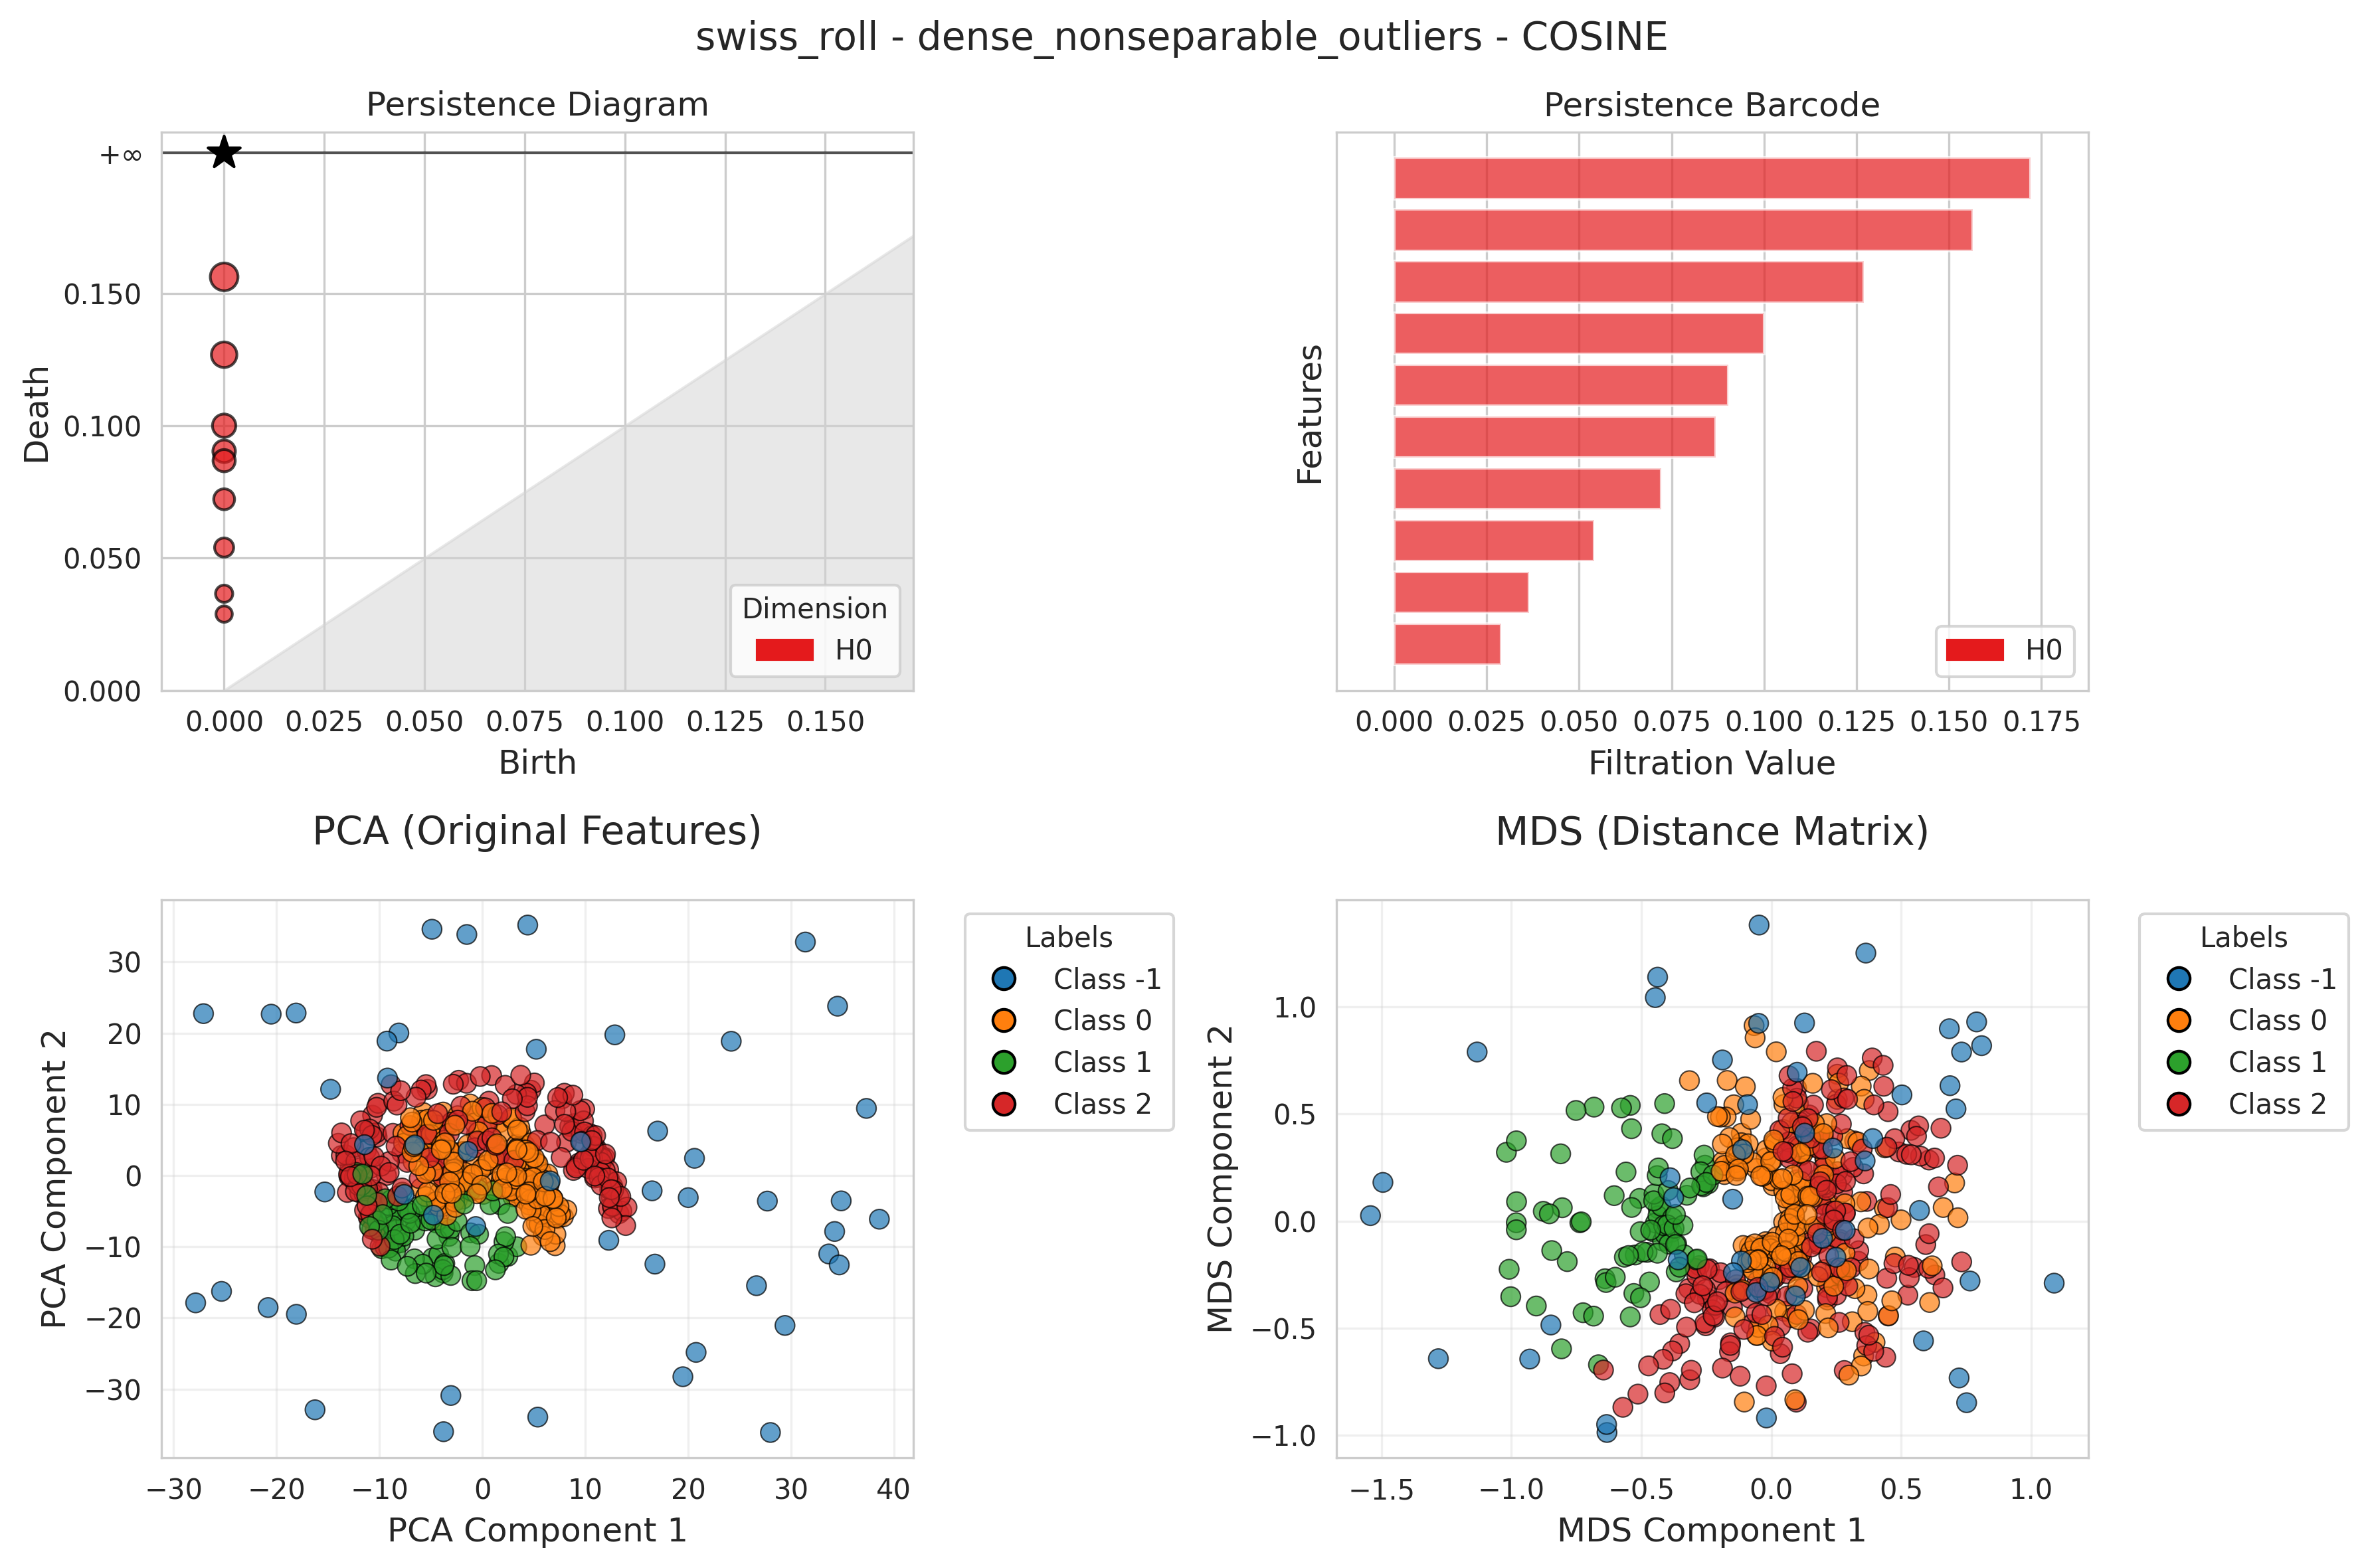 swiss_roll - dense_nonseparable_outliers - COSINE
Persistence Diagram
+∞
0.150
0.100
0.050
0.000
Death
0.000 0.025 0.050 0.075 0.100 0.125 0.150
Birth
Dimension
H0
Persistence Barcode
Features
0.000 0.025 0.050 0.075 0.100 0.125 0.150 0.175
Filtration Value
H0
PCA (Original Features)
30
20
10
0
−10
−20
−30
PCA Component 2
−30 −20 −10 0 10 20 30 40
PCA Component 1
Labels
Class -1
Class 0
Class 1
Class 2
MDS (Distance Matrix)
1.0
0.5
0.0
−0.5
−1.0
MDS Component 2
−1.5 −1.0 −0.5 0.0 0.5 1.0
MDS Component 1
Labels
Class -1
Class 0
Class 1
Class 2